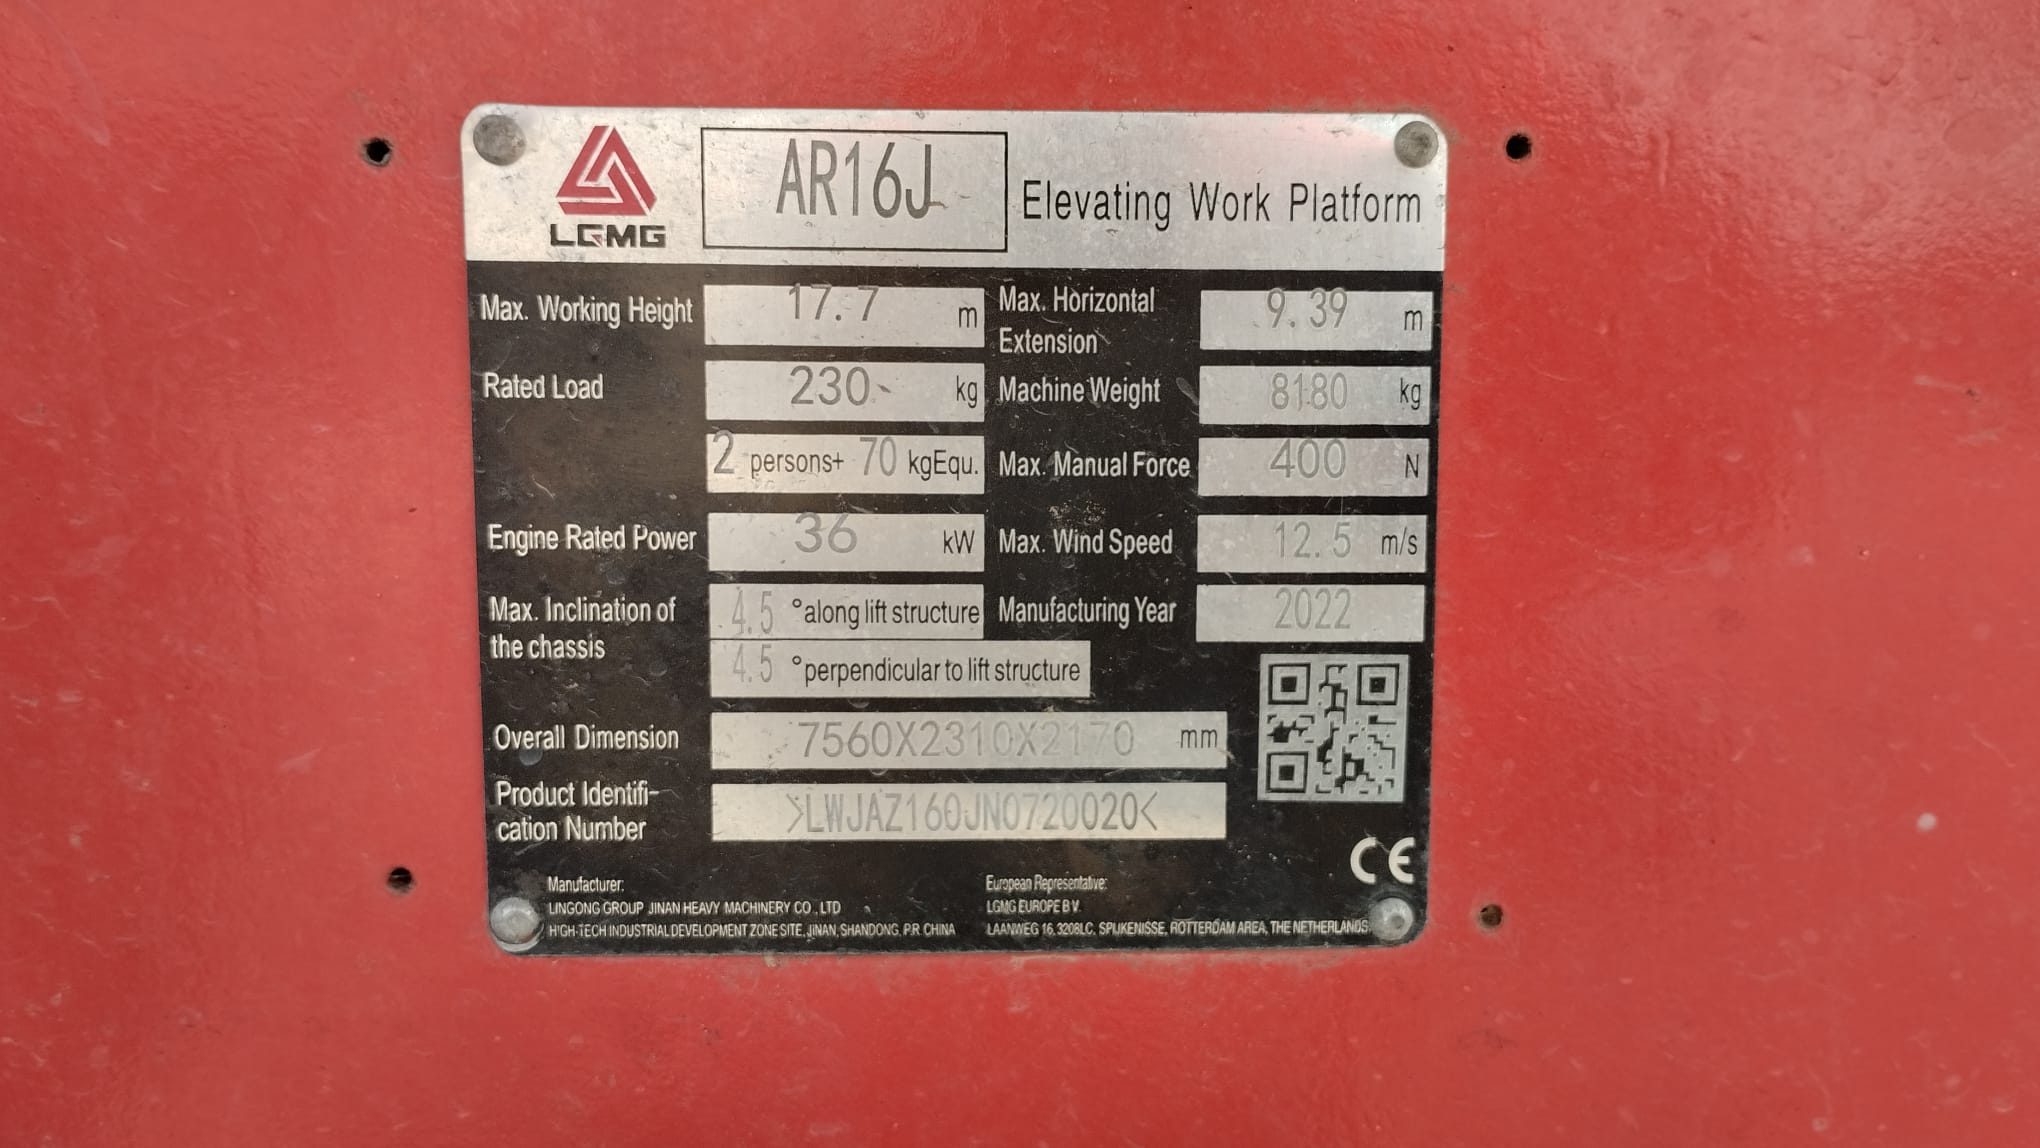 LGMG
AR16J
Elevating Work Platform
Max. Working Height 17.7 m
Max. Horizontal Extension 9.39 m
Rated Load 230 kg
Machine Weight 8180 kg
2 persons+ 70 kgEqu.
Max. Manual Force 400 N
Engine Rated Power 36 kW
Max. Wind Speed 12.5 m/s
Max. Inclination of the chassis
4.5 °along lift structure
Manufacturing Year 2022
4.5 °perpendicular to lift structure
Overall Dimension 7560X2310X2170 mm
Product Identifi-
cation Number
>LWJAZ160JN0720020<
CE
Manufacturer:
LINGONG GROUP JINAN HEAVY MACHINERY CO., LTD
HIGH-TECH INDUSTRIAL DEVELOPMENT ZONE SITE, JINAN, SHANDONG. P.R. CHINA
European Representative:
LGMG EUROPE B.V.
LAANWEG 16, 3208LC, SPIJKENISSE, ROTTERDAM AREA, THE NETHERLANDS